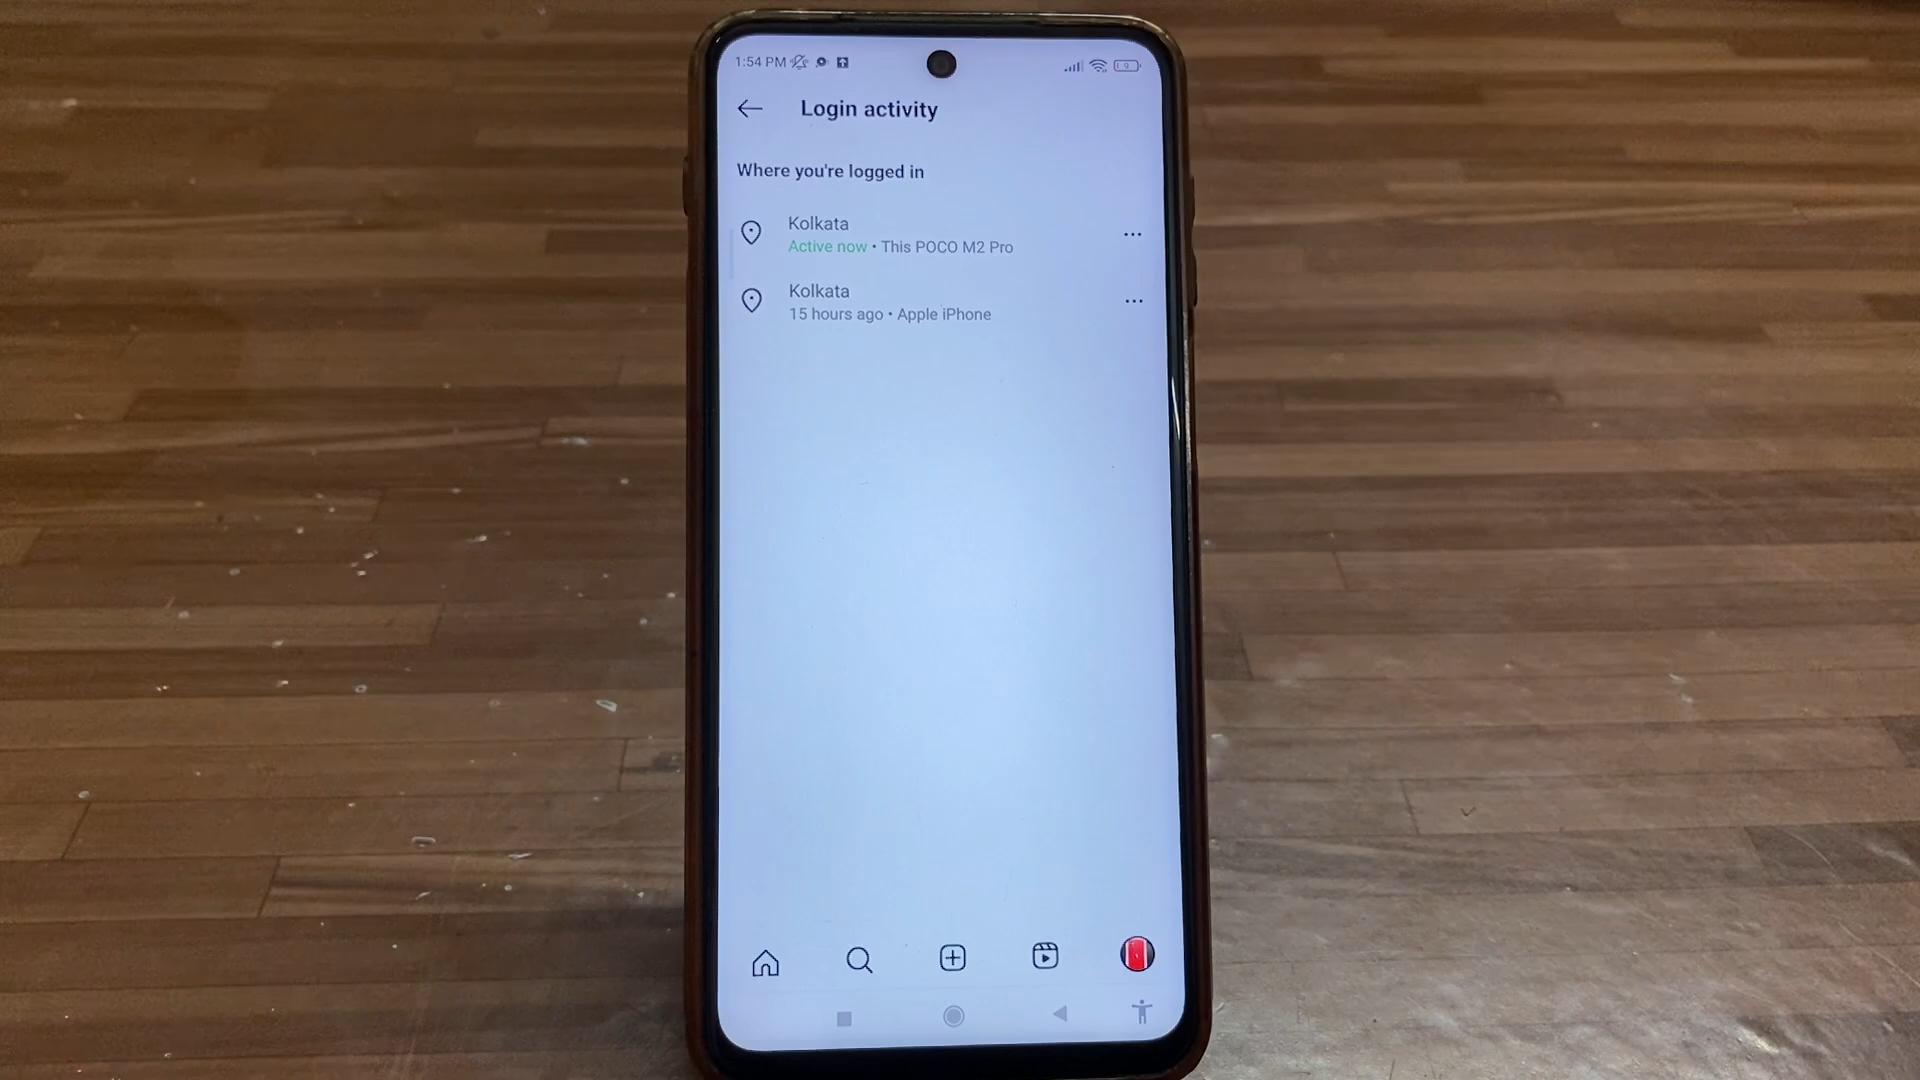 1:54 PM
9
Login activity
Where you're logged in
Kolkata
Active now • This POCO M2 Pro
Kolkata
15 hours ago • Apple iPhone